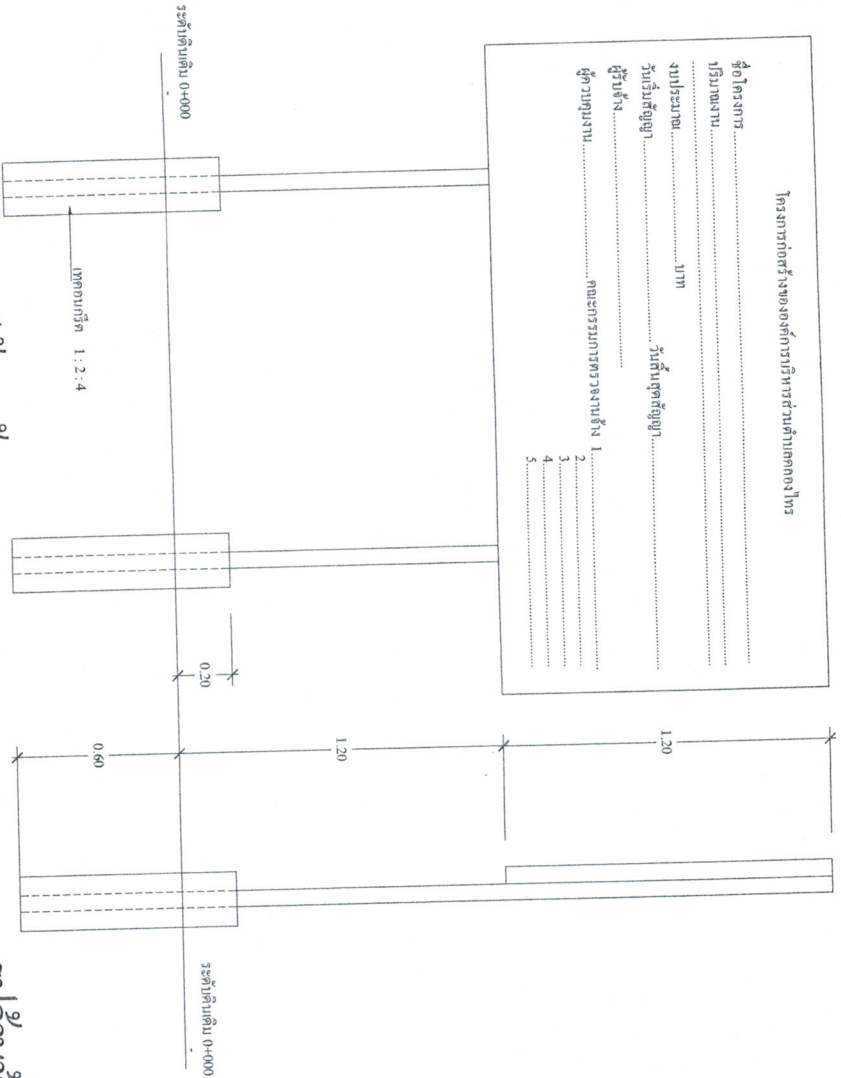 โครงการก่อสร้างขององค์การบริหารส่วนตำบลคลองไทร
ชื่อโครงการ
ปริมาณงาน
งบประมาณ บาท
วันเริ่มสัญญา วันสิ้นสุดสัญญา
ผู้รับจ้าง
ผู้ควบคุมงาน คณะกรรมการตรวจงานจ้าง 1
2
3
4
5
1.20
1.20
0.20
0.60
ระดับดินเดิม 0+000
ระดับดินเดิม 0+000
เทคอนกรีต 1:2:4